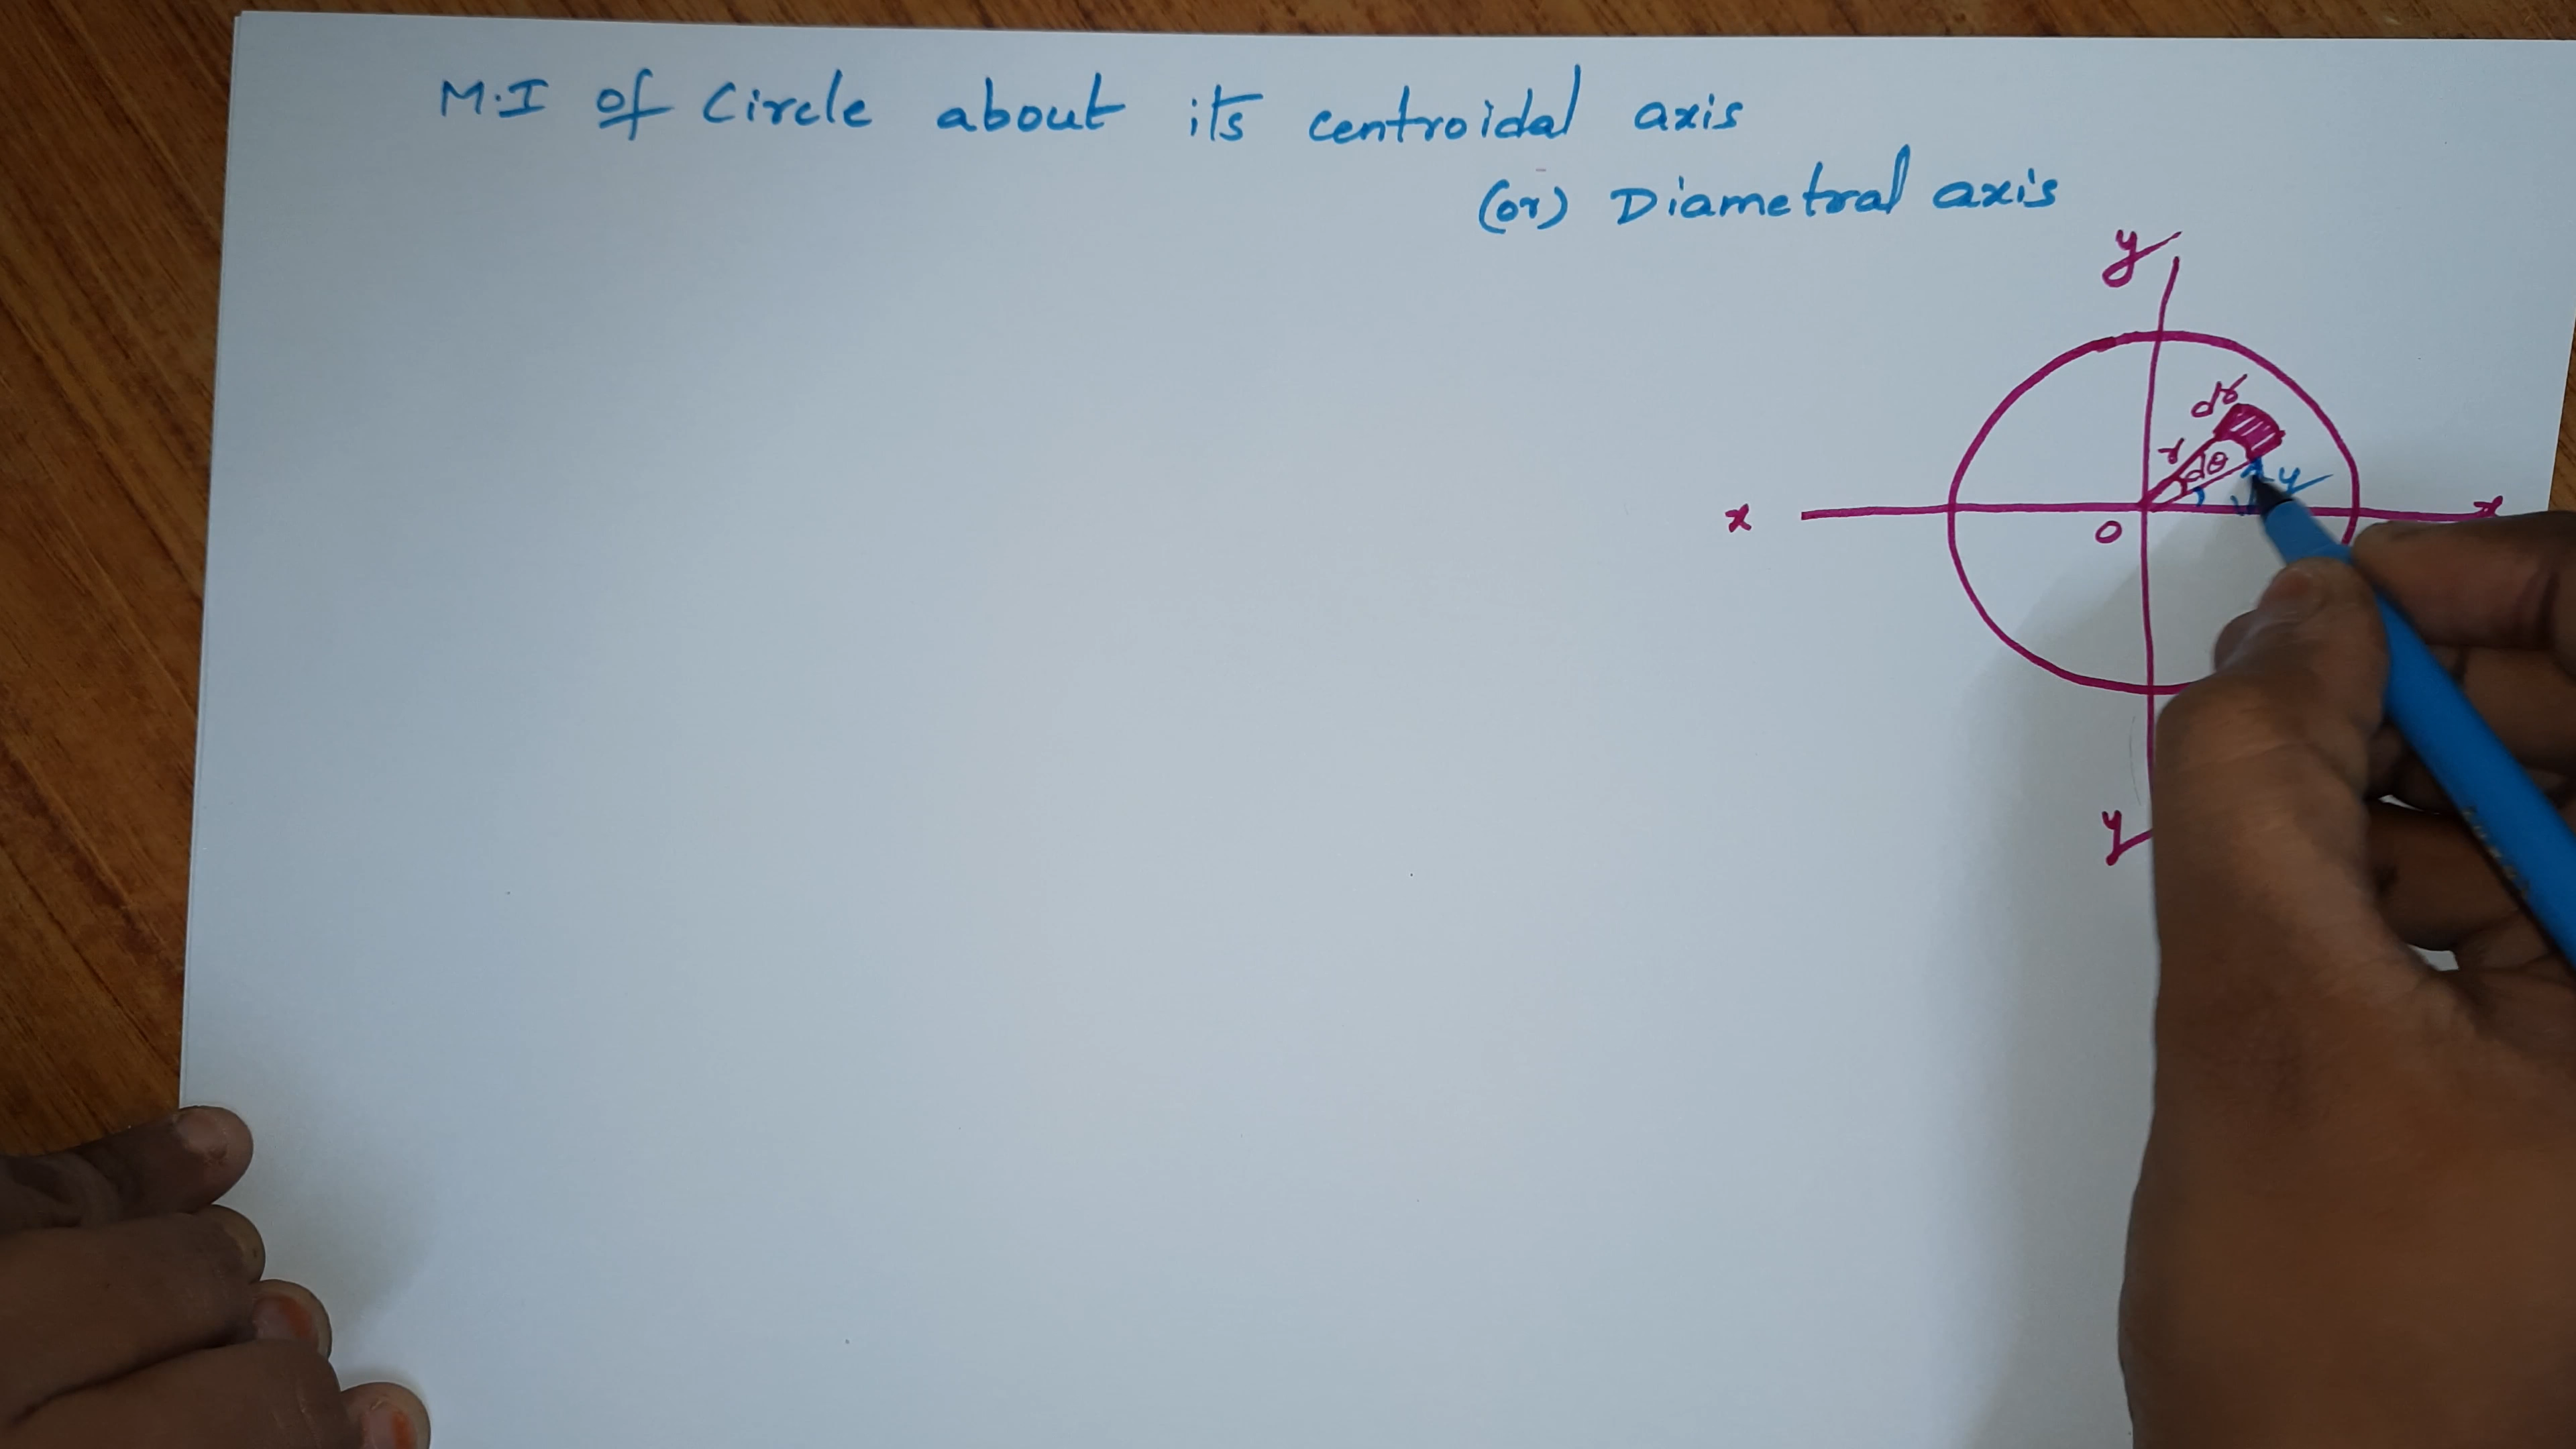 M.I of Circle about its centroidal axis
(or) Diametral axis
y
dr
r
dθ
y
x
x
O
y